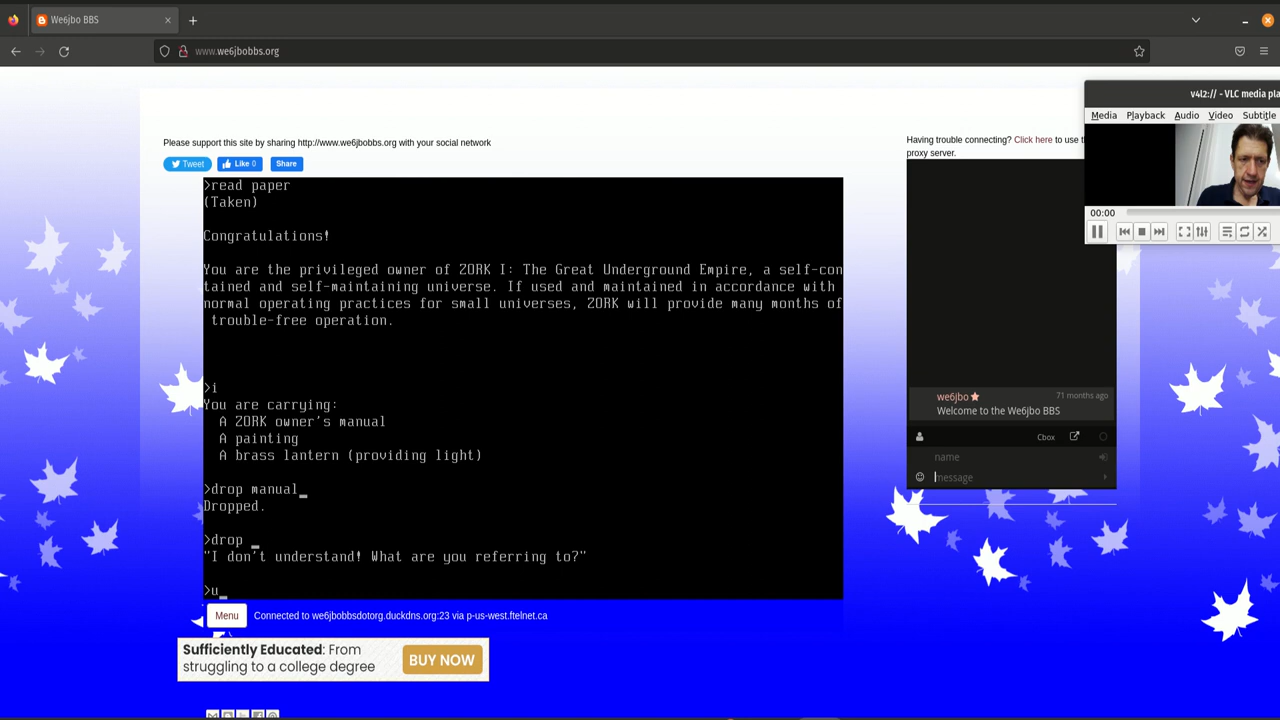 We6jbo BBS
www.we6jbobbs.org
v4l2:// - VLC media pla
Media Playback Audio Video Subtitle
00:00
Please support this site by sharing http://www.we6jbobbs.org with your social network
Tweet Like 0 Share
Having trouble connecting? Click here to use t
proxy server.
>read paper
(Taken)
Congratulations!
You are the privileged owner of ZORK I: The Great Underground Empire, a self-con
tained and self-maintaining universe. If used and maintained in accordance with
normal operating practices for small universes, ZORK will provide many months of
trouble-free operation.
>i
You are carrying:
A ZORK owner's manual
A painting
A brass lantern (providing light)
>drop manual_
Dropped.
>drop _
"I don't understand! What are you referring to?"
>u_
we6jbo 71 months ago
Welcome to the We6jbo BBS
Cbox
name
message
Menu Connected to we6jbobbsdotorg.duckdns.org:23 via p-us-west.ftelnet.ca
Sufficiently Educated: From
struggling to a college degree
BUY NOW